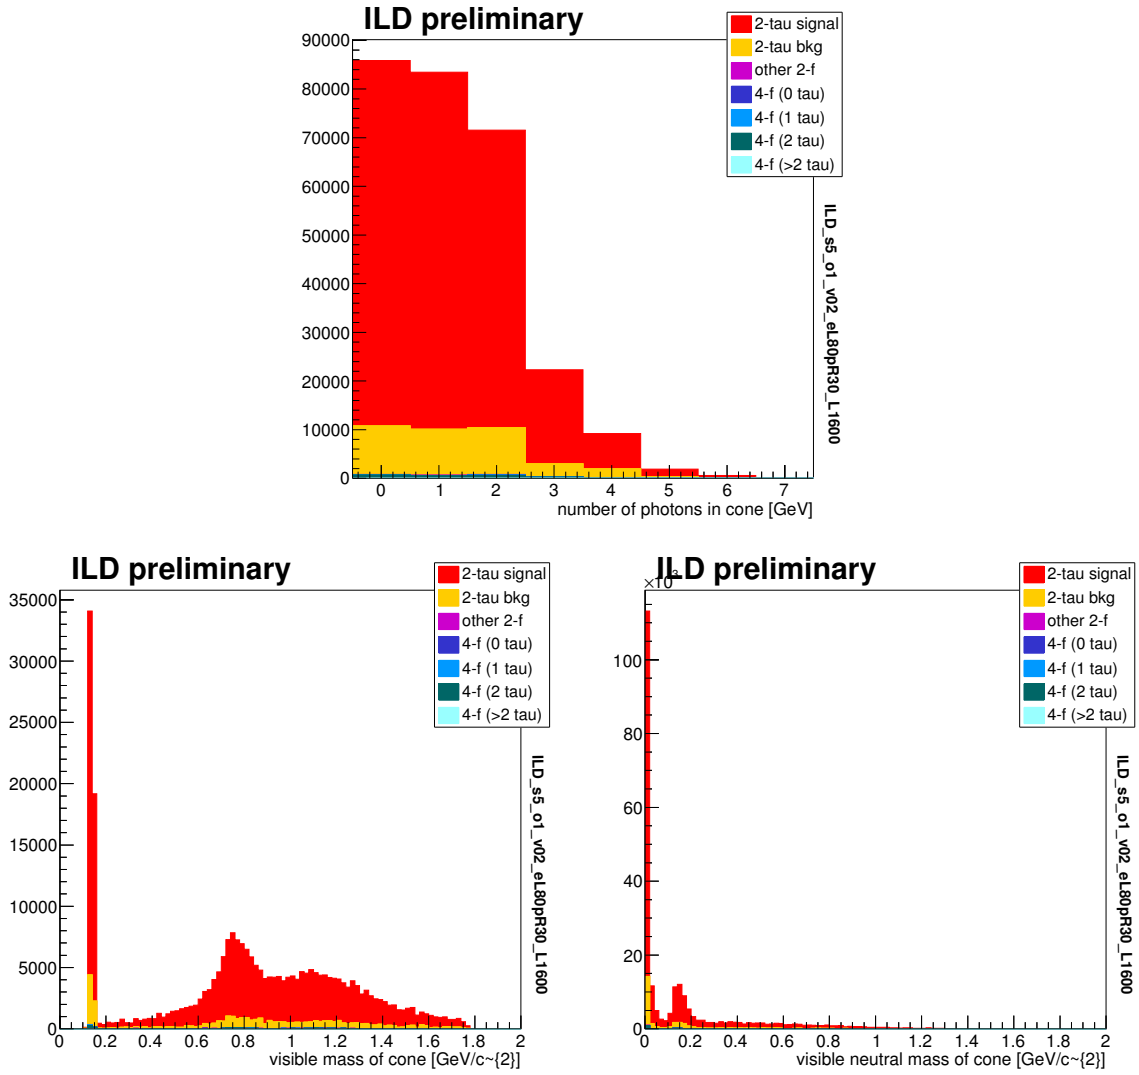 ILD preliminary
2-tau signal
2-tau bkg
other 2-f
4-f (0 tau)
4-f (1 tau)
4-f (2 tau)
4-f (>2 tau)
90000
80000
70000
60000
50000
40000
30000
20000
10000
0
0 1 2 3 4 5 6 7
number of photons in cone [GeV]
ILD_s5_o1_v02_eL80pR30_L1600
ILD preliminary
2-tau signal
2-tau bkg
other 2-f
4-f (0 tau)
4-f (1 tau)
4-f (2 tau)
4-f (>2 tau)
35000
30000
25000
20000
15000
10000
5000
0
0 0.2 0.4 0.6 0.8 1 1.2 1.4 1.6 1.8 2
visible mass of cone [GeV/c~{2}]
ILD_s5_o1_v02_eL80pR30_L1600
ILD preliminary
×10³
2-tau signal
2-tau bkg
other 2-f
4-f (0 tau)
4-f (1 tau)
4-f (2 tau)
4-f (>2 tau)
100
80
60
40
20
0
0 0.2 0.4 0.6 0.8 1 1.2 1.4 1.6 1.8 2
visible neutral mass of cone [GeV/c~{2}]
ILD_s5_o1_v02_eL80pR30_L1600